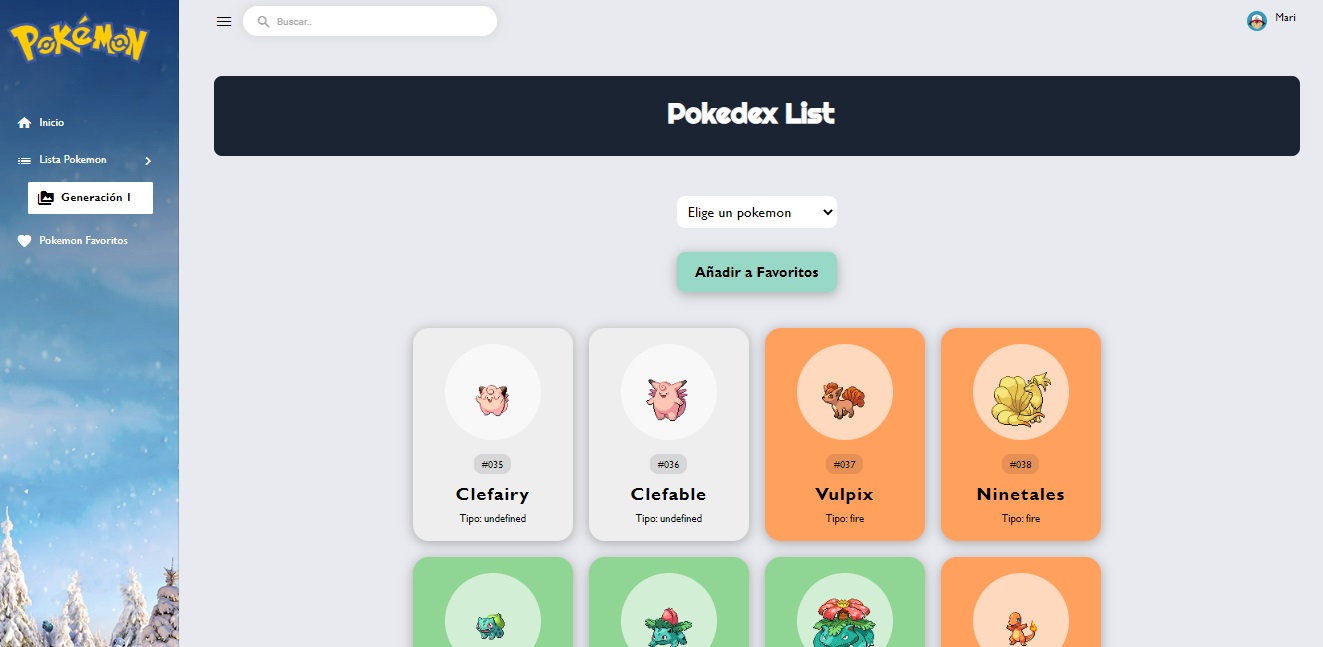 POKéMON
Buscar..
Mari
Inicio
Lista Pokemon
Generación 1
Pokemon Favoritos
Pokedex List
Elige un pokemon
Añadir a Favoritos
#035
Clefairy
Tipo: undefined
#036
Clefable
Tipo: undefined
#037
Vulpix
Tipo: fire
#038
Ninetales
Tipo: fire